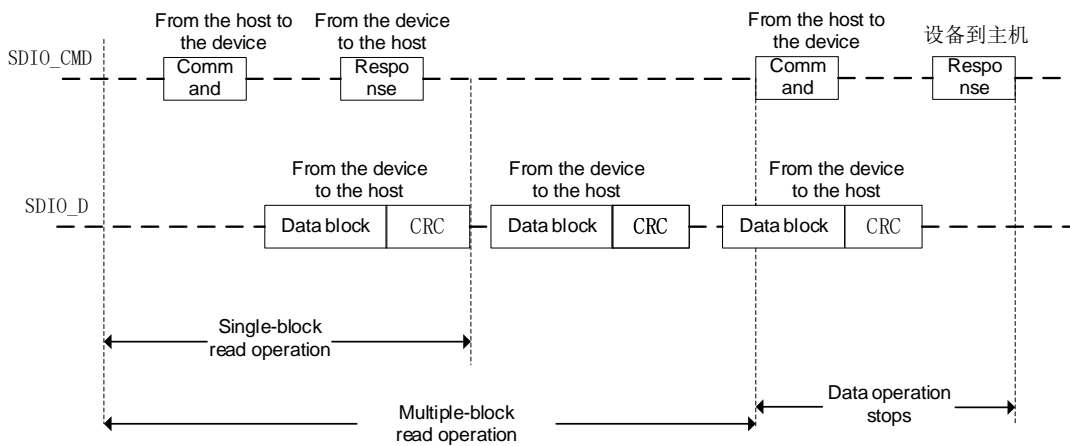 From the host to
the device
From the device
to the host
From the host to
the device
设备到主机
SDIO_CMD
Comm
and
Respo
nse
Comm
and
Respo
nse
From the device
to the host
From the device
to the host
From the device
to the host
SDIO_D
Data block
CRC
Data block
CRC
Data block
CRC
Single-block
read operation
Multiple-block
read operation
Data operation
stops